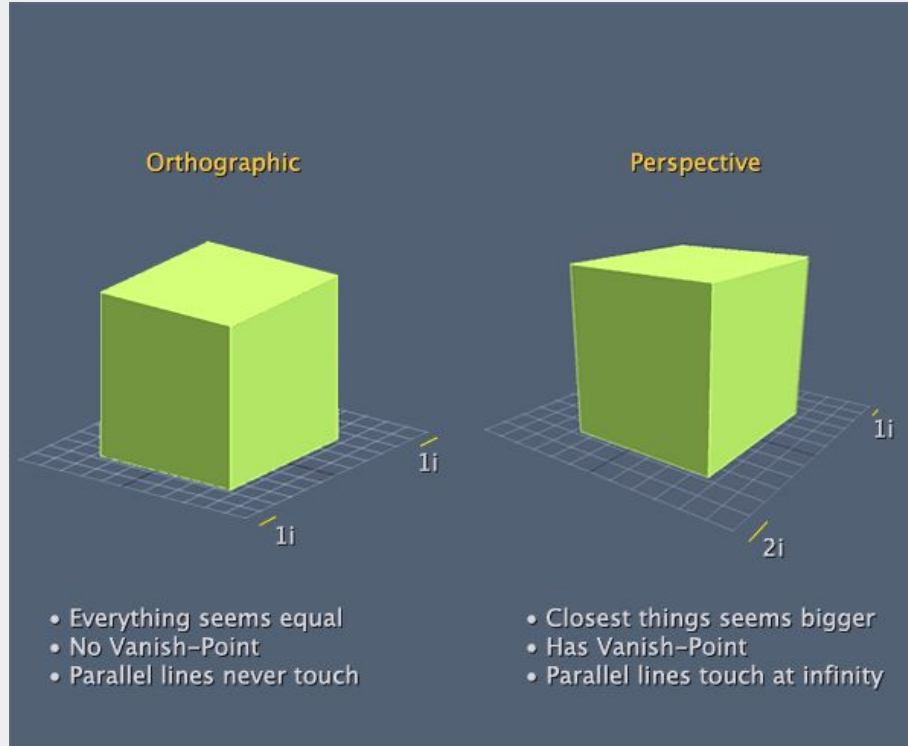 Orthographic
Perspective
1i
1i
1i
2i
• Everything seems equal
• No Vanish-Point
• Parallel lines never touch
• Closest things seems bigger
• Has Vanish-Point
• Parallel lines touch at infinity